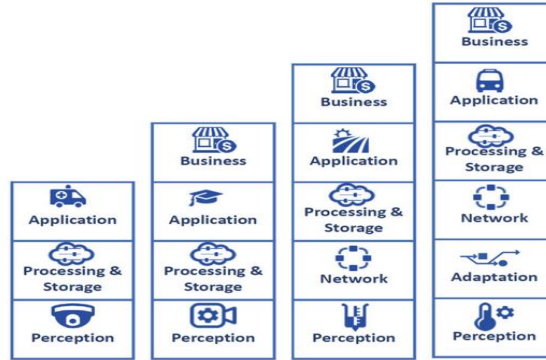 Application
Processing &
Storage
Perception
Business
Application
Processing &
Storage
Perception
Business
Application
Processing &
Storage
Network
Perception
Business
Application
Processing &
Storage
Network
Adaptation
Perception